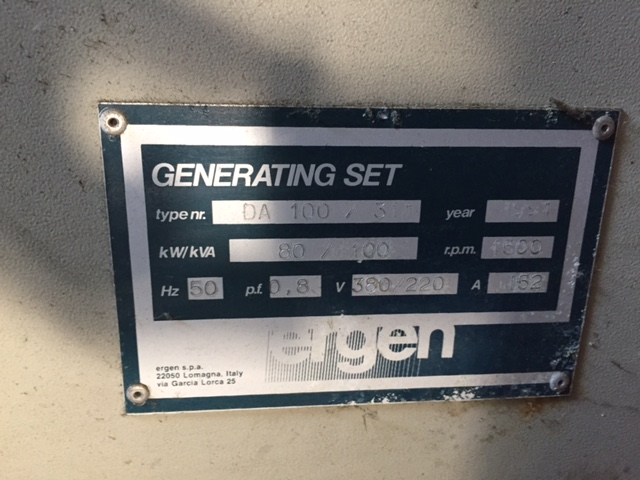 GENERATING SET
type nr. DA 100 / 3 year
kW/kVA 80 / 100 r.p.m. 1500
Hz 50 p.f. 0,8 V 380 220 A 152
ergen
ergen s.p.a.
22050 Lomagna, Italy
via Garcia Lorca 25